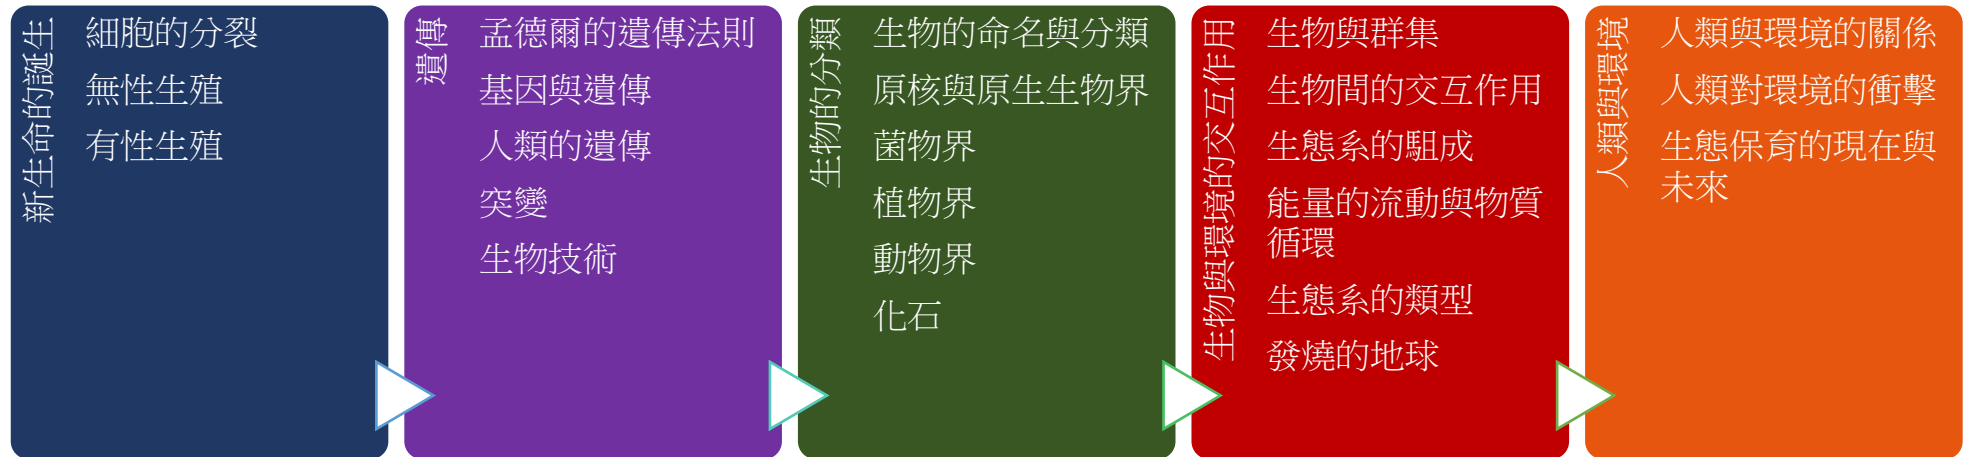 新生命的誕生
細胞的分裂
無性生殖
有性生殖
遺傳
孟德爾的遺傳法則
基因與遺傳
人類的遺傳
突變
生物技術
生物的分類
生物的命名與分類
原核與原生生物界
菌物界
植物界
動物界
化石
生物與環境的交互作用
生物與群集
生物間的交互作用
生態系的駔成
能量的流動與物質
循環
生態系的類型
發燒的地球
人類與環境
人類與環境的關係
人類對環境的衝擊
生態保育的現在與
未來